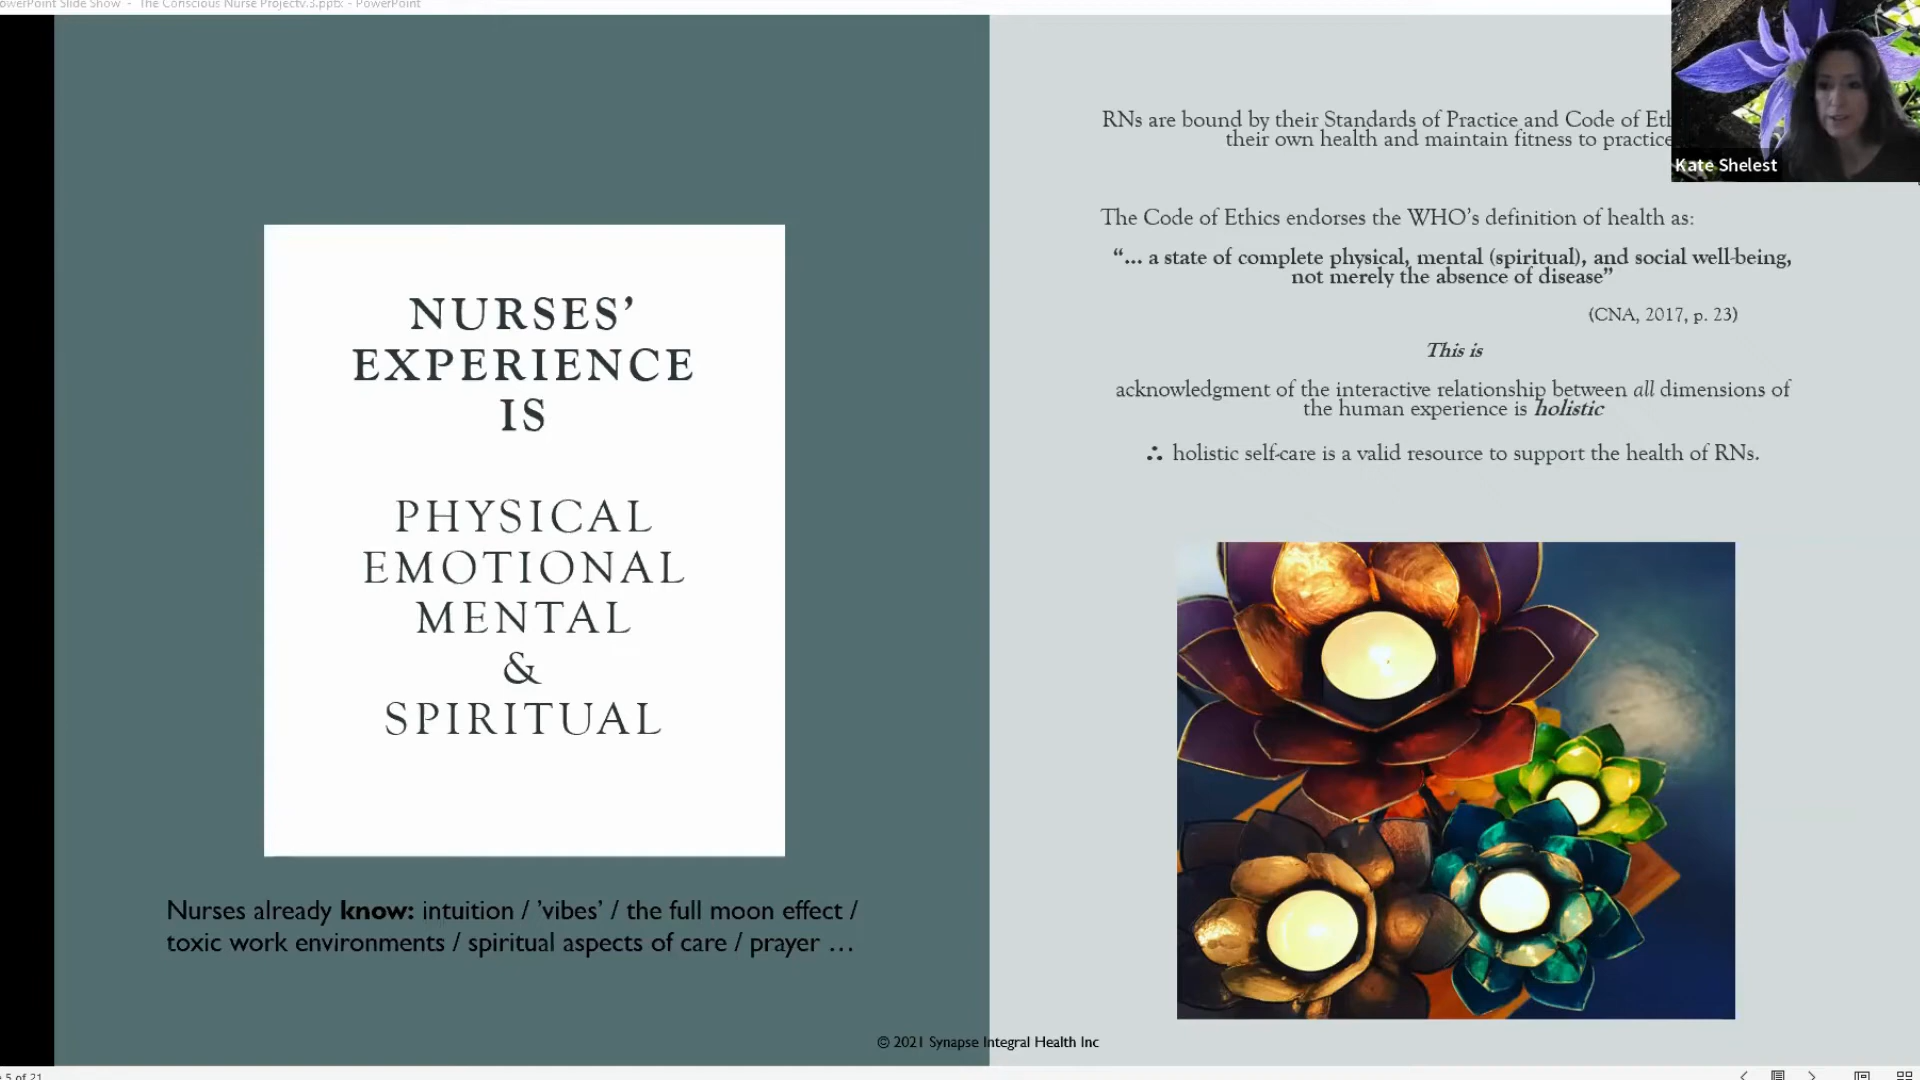 PowerPoint Slide Show - The Conscious Nurse Projectv.3.pptx - PowerPoint
NURSES’
EXPERIENCE
IS
PHYSICAL
EMOTIONAL
MENTAL
&
SPIRITUAL
Nurses already know: intuition / ’vibes’ / the full moon effect /
toxic work environments / spiritual aspects of care / prayer …
RNs are bound by their Standards of Practice and Code of
their own health and maintain fitness to practice
Kate Shelest
The Code of Ethics endorses the WHO’s definition of health as:
“... a state of complete physical, mental (spiritual), and social well-being,
not merely the absence of disease”
(CNA, 2017, p. 23)
This is
acknowledgment of the interactive relationship between all dimensions of
the human experience is holistic
∴ holistic self-care is a valid resource to support the health of RNs.
© 2021 Synapse Integral Health Inc
5 of 21